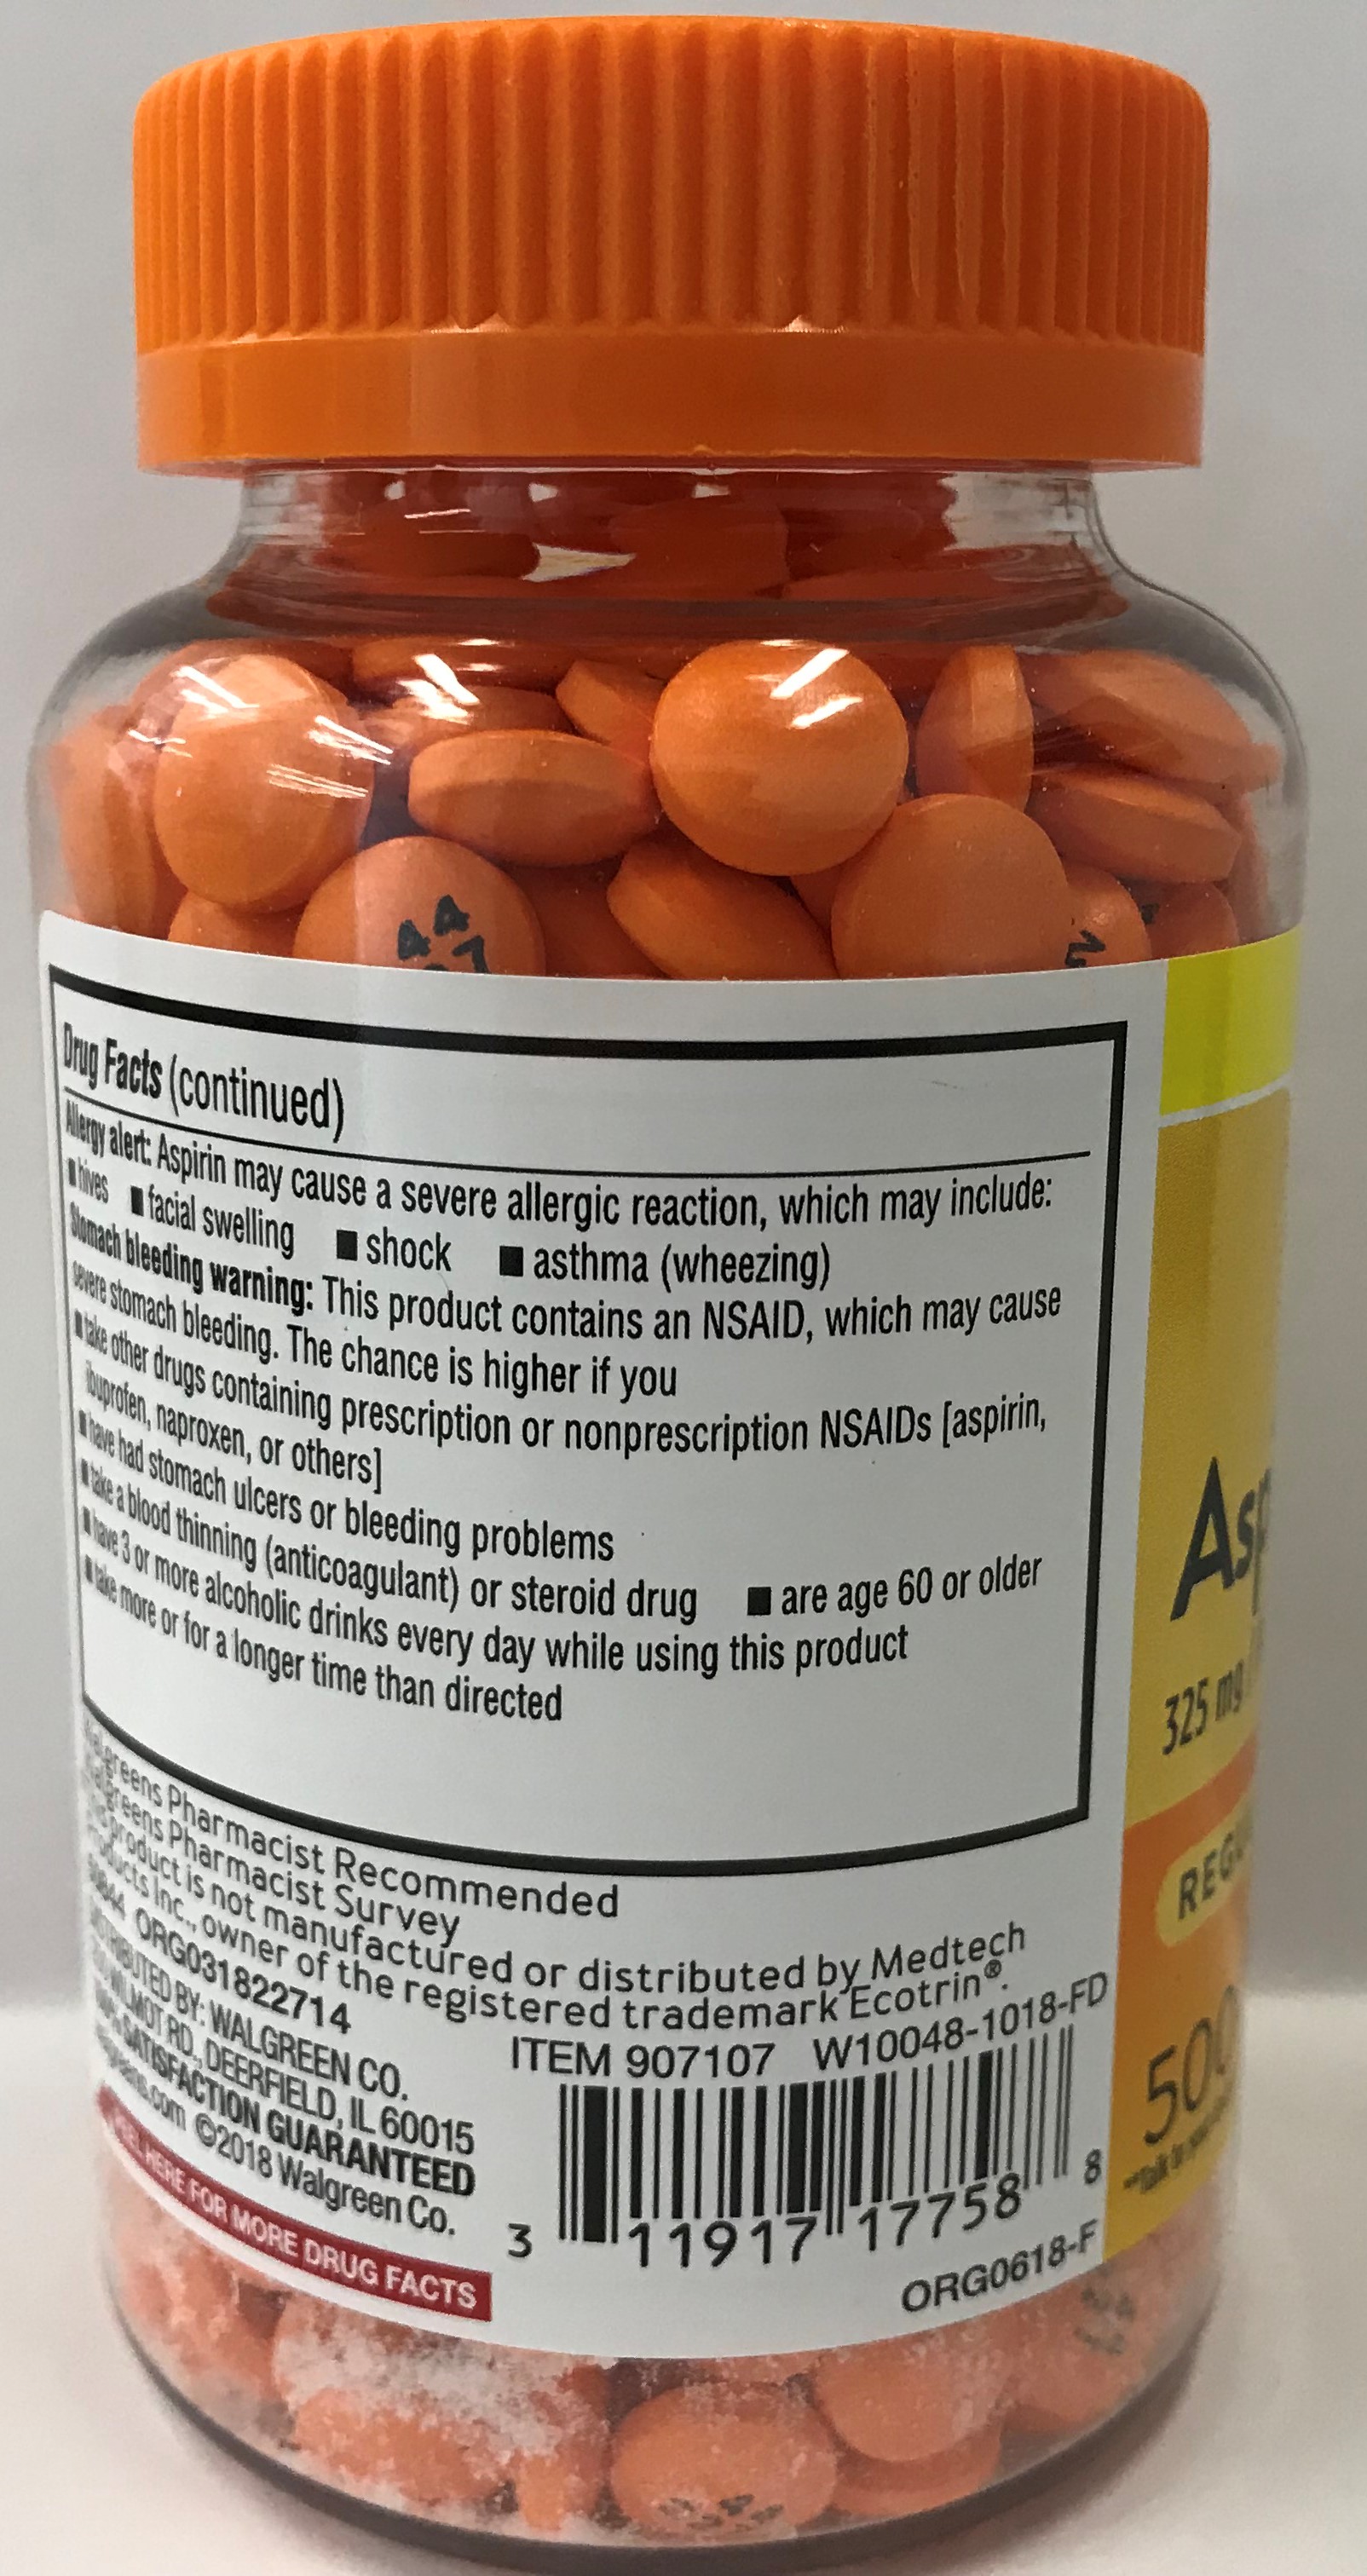 44
Drug Facts (continued)
Allergy alert: Aspirin may cause a severe allergic reaction, which may include:
■ hives ■ facial swelling ■ shock ■ asthma (wheezing)
Stomach bleeding warning: This product contains an NSAID, which may cause
severe stomach bleeding. The chance is higher if you
■ take other drugs containing prescription or nonprescription NSAIDs [aspirin,
ibuprofen, naproxen, or others]
■ have had stomach ulcers or bleeding problems
■ take a blood thinning (anticoagulant) or steroid drug ■ are age 60 or older
■ have 3 or more alcoholic drinks every day while using this product
■ take more or for a longer time than directed
Walgreens Pharmacist Recommended
Walgreens Pharmacist Survey
This product is not manufactured or distributed by Medtech
Products Inc., owner of the registered trademark Ecotrin®.
ORG031822714
ITEM 907107 W10048-1018-FD
DISTRIBUTED BY: WALGREEN CO.
WILMOT RD., DEERFIELD, IL 60015
SATISFACTION GUARANTEED
walgreens.com ©2018 Walgreen Co.
HERE FOR MORE DRUG FACTS
3 11917 17758 8
ORG0618-F
Asp
325 mg
REGU
500